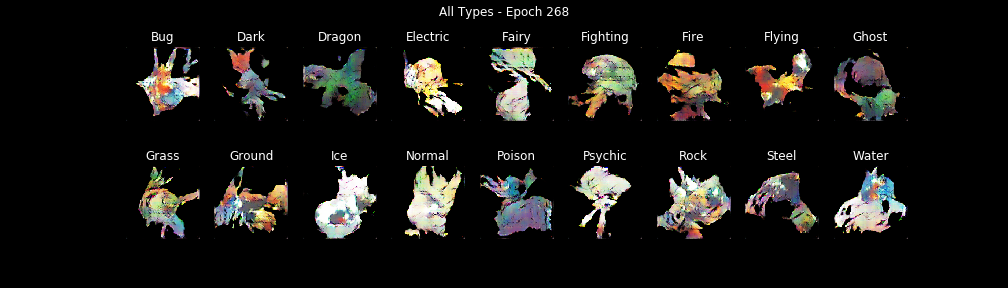 All Types - Epoch 268
Bug Dark Dragon Electric Fairy Fighting Fire Flying Ghost
Grass Ground Ice Normal Poison Psychic Rock Steel Water